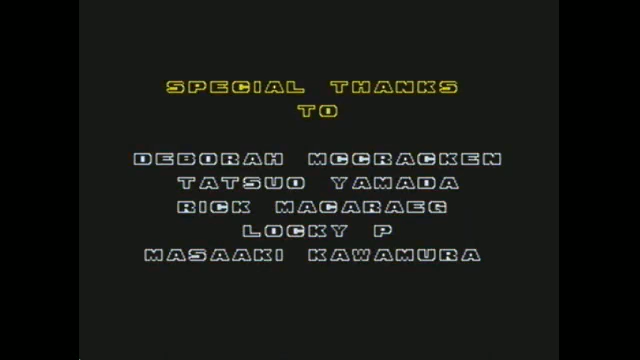 SPECIAL THANKS
TO
DEBORAH MCCRACKEN
TATSUO YAMADA
RICK MACARAEG
LOCKY P
MASAAKI KAWAMURA